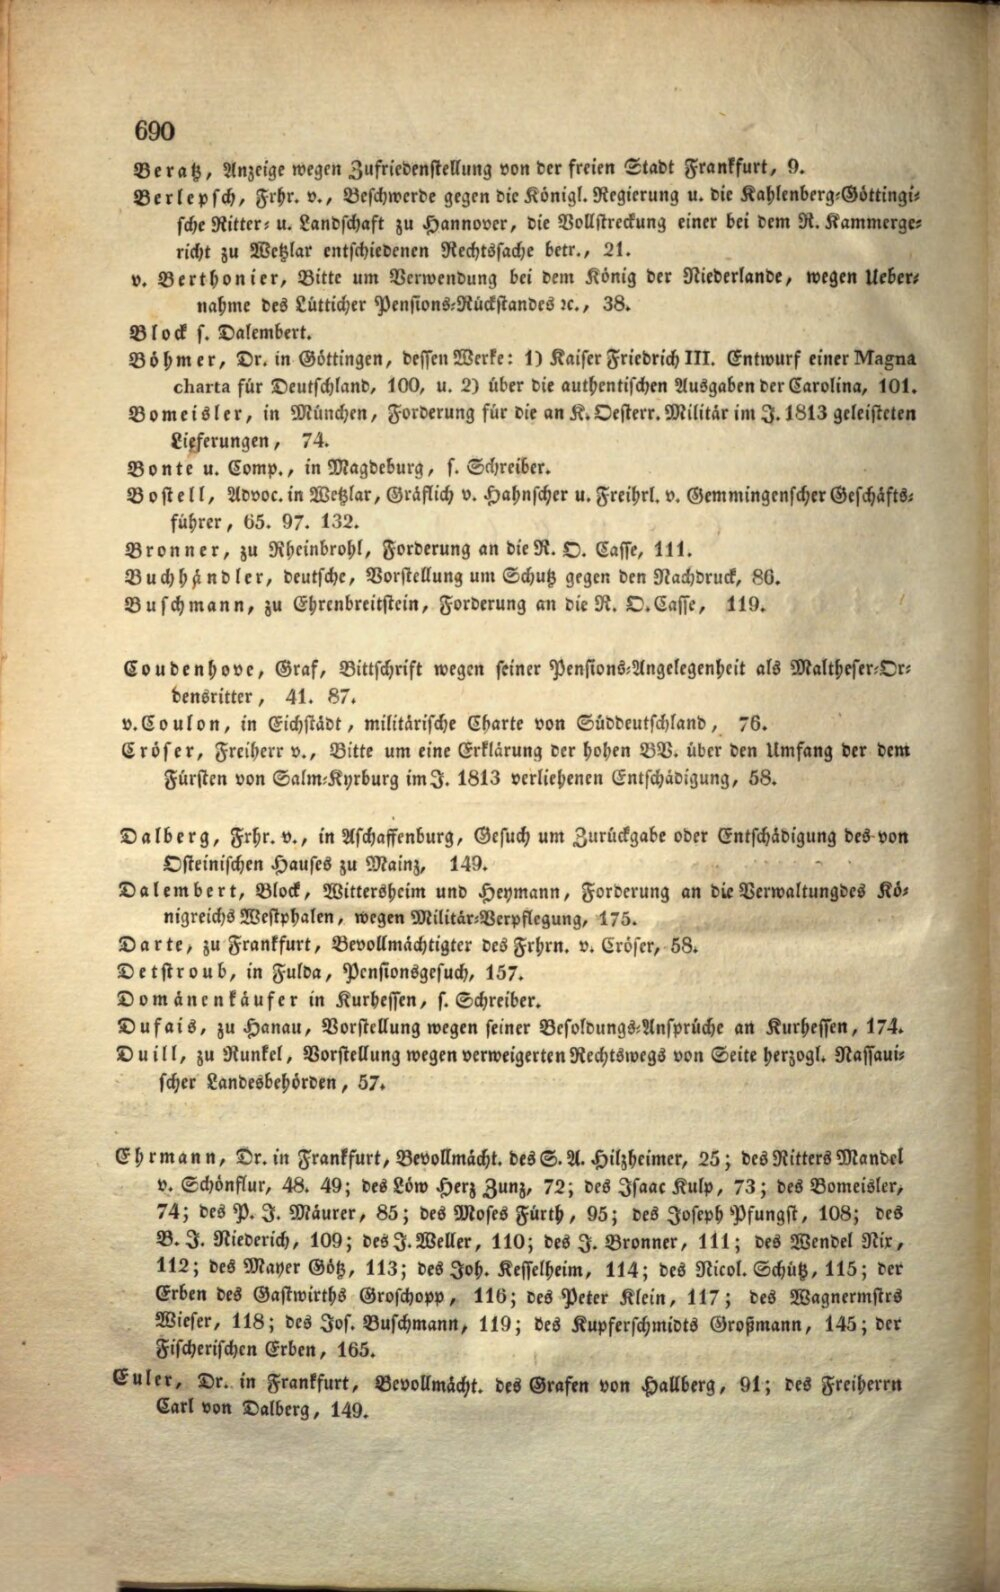 690
Beratz, Anzeige wegen Zufriedenstellung von der freien Stadt Frankfurt, 9.
Berlepsch, Frhr. v., Beschwerde gegen die Königl. Regierung u. die Kahlenberg-Göttingi-
sche Ritter- u. Landschaft zu Hannover, die Vollstreckung einer bei dem R. Kammerge-
richt zu Wetzlar entschiedenen Rechtssache betr., 21.
v. Berthonier, Bitte um Verwendung bei dem König der Niederlande, wegen Ueber-
nahme des Lütticher Pensions-Rückstandes ꝛc., 38.
Block s. Dalembert.
Böhmer, Dr. in Göttingen, dessen Werke: 1) Kaiser Friedrich III. Entwurf einer Magna
charta für Deutschland, 100, u. 2) über die authentischen Ausgaben der Carolina, 101.
Bomeisler, in München, Forderung für die an K. Oesterr. Militär im J. 1813 geleisteten
Lieferungen, 74.
Bonte u. Comp., in Magdeburg, s. Schreiber.
Bostell, Advoc. in Wetzlar, Gräflich v. Hahnscher u. Freihrl. v. Gemmingenscher Geschäfts-
führer, 65. 97. 132.
Bronner, zu Rheinbrohl, Forderung an die R. O. Casse, 111.
Buchhändler, deutsche, Vorstellung um Schutz gegen den Nachdruck, 86.
Buschmann, zu Ehrenbreitstein, Forderung an die R. O. Casse, 119.
Coudenhove, Graf, Bittschrift wegen seiner Pensions-Angelegenheit als Maltheser-Or-
densritter, 41. 87.
v. Coulon, in Eichstädt, militärische Charte von Süddeutschland, 76.
Cröser, Freiherr v., Bitte um eine Erklärung der hohen BV. über den Umfang der dem
Fürsten von Salm-Kyrburg im J. 1813 verliehenen Entschädigung, 58.
Dalberg, Frhr. v., in Aschaffenburg, Gesuch um Zurückgabe oder Entschädigung des von
Osteinischen Hauses zu Mainz, 149.
Dalembert, Block, Wittersheim und Heymann, Forderung an die Verwaltung des Kö-
nigreichs Westphalen, wegen Militär-Verpflegung, 175.
Darte, zu Frankfurt, Bevollmächtigter des Frhrn. v. Cröser, 58.
Detstroub, in Fulda, Pensionsgesuch, 157.
Domänenkäufer in Kurhessen, s. Schreiber.
Dufais, zu Hanau, Vorstellung wegen seiner Besoldungs-Ansprüche an Kurhessen, 174.
Duill, zu Runkel, Vorstellung wegen verweigerten Rechtswegs von Seite herzogl. Nassaui-
scher Landesbehörden, 57.
Ehrmann, Dr. in Frankfurt, Bevollmächt. des S. A. Hilzheimer, 25; des Ritters Mandel
v. Schönflur, 48. 49; des Löw Herz Zunz, 72; des Isaac Kulp, 73; des Bomeisler,
74; des P. J. Mäurer, 85; des Moses Fürth, 95; des Joseph Pfungst, 108; des
B. J. Niederich, 109; des J. Weller, 110; des J. Bronner, 111; des Wendel Nix,
112; des Mayer Götz, 113; des Joh. Kesselheim, 114; des Nicol. Schütz, 115; der
Erben des Gastwirths Groschopp, 116; des Peter Klein, 117; des Wagnermstrs
Wieser, 118; des Jos. Buschmann, 119; des Kupferschmidts Großmann, 145; der
Fischerischen Erben, 165.
Euler, Dr. in Frankfurt, Bevollmächt. des Grafen von Hallberg, 91; des Freiherrn
Carl von Dalberg, 149.